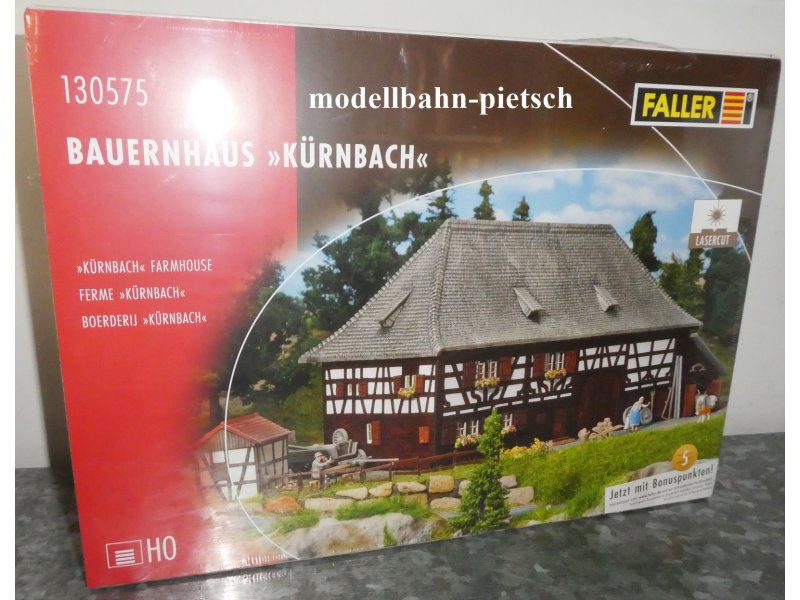 130575
modellbahn-pietsch
FALLER
BAUERNHAUS »KÜRNBACH«
LASERCUT
»KÜRNBACH« FARMHOUSE
FERME »KÜRNBACH«
BOERDERIJ »KÜRNBACH«
5
Jetzt mit Bonuspunkten!
H0